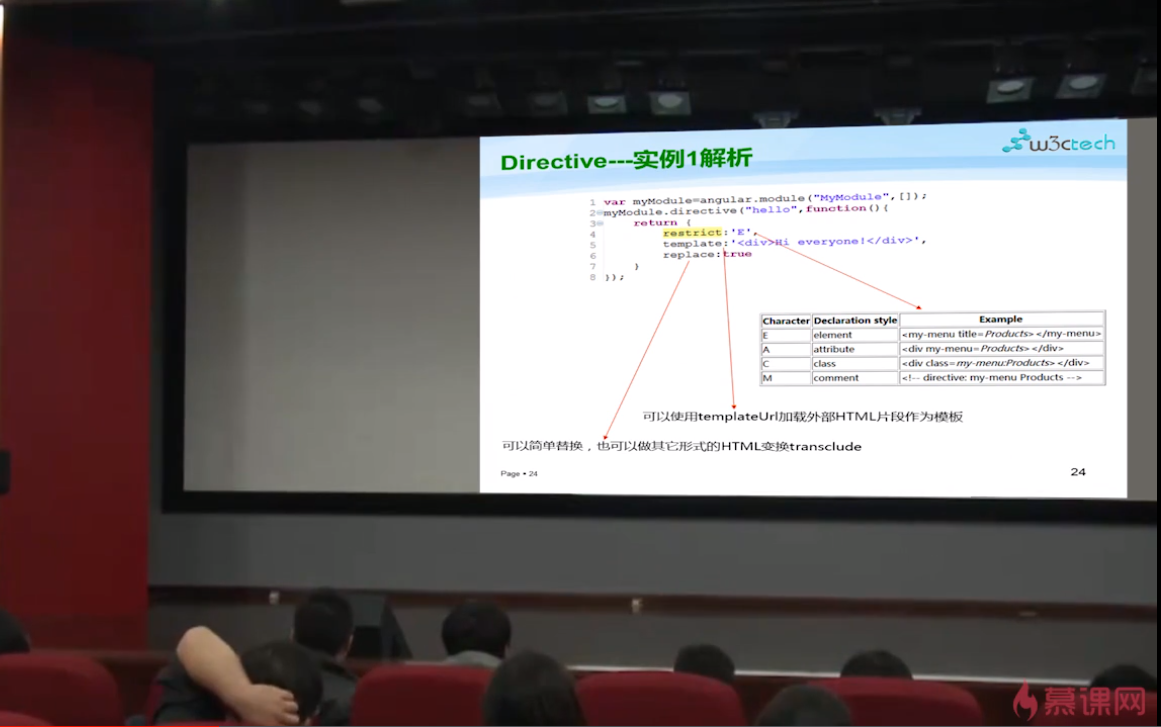 w3ctech
Directive---实例1解析
1 var myModule=angular.module("MyModule",[]);
2 myModule.directive("hello",function(){
3 return {
4 restrict:'E',
5 template:'<div>Hi everyone!</div>',
6 replace:true
7 }
8 });
Character Declaration style Example
E element <my-menu title=Products></my-menu>
A attribute <div my-menu=Products></div>
C class <div class=my-menu:Products></div>
M comment <!-- directive: my-menu Products -->
可以使用templateUrl加载外部HTML片段作为模板
可以简单替换，也可以做其它形式的HTML变换transclude
Page ▪ 24
24
慕课网